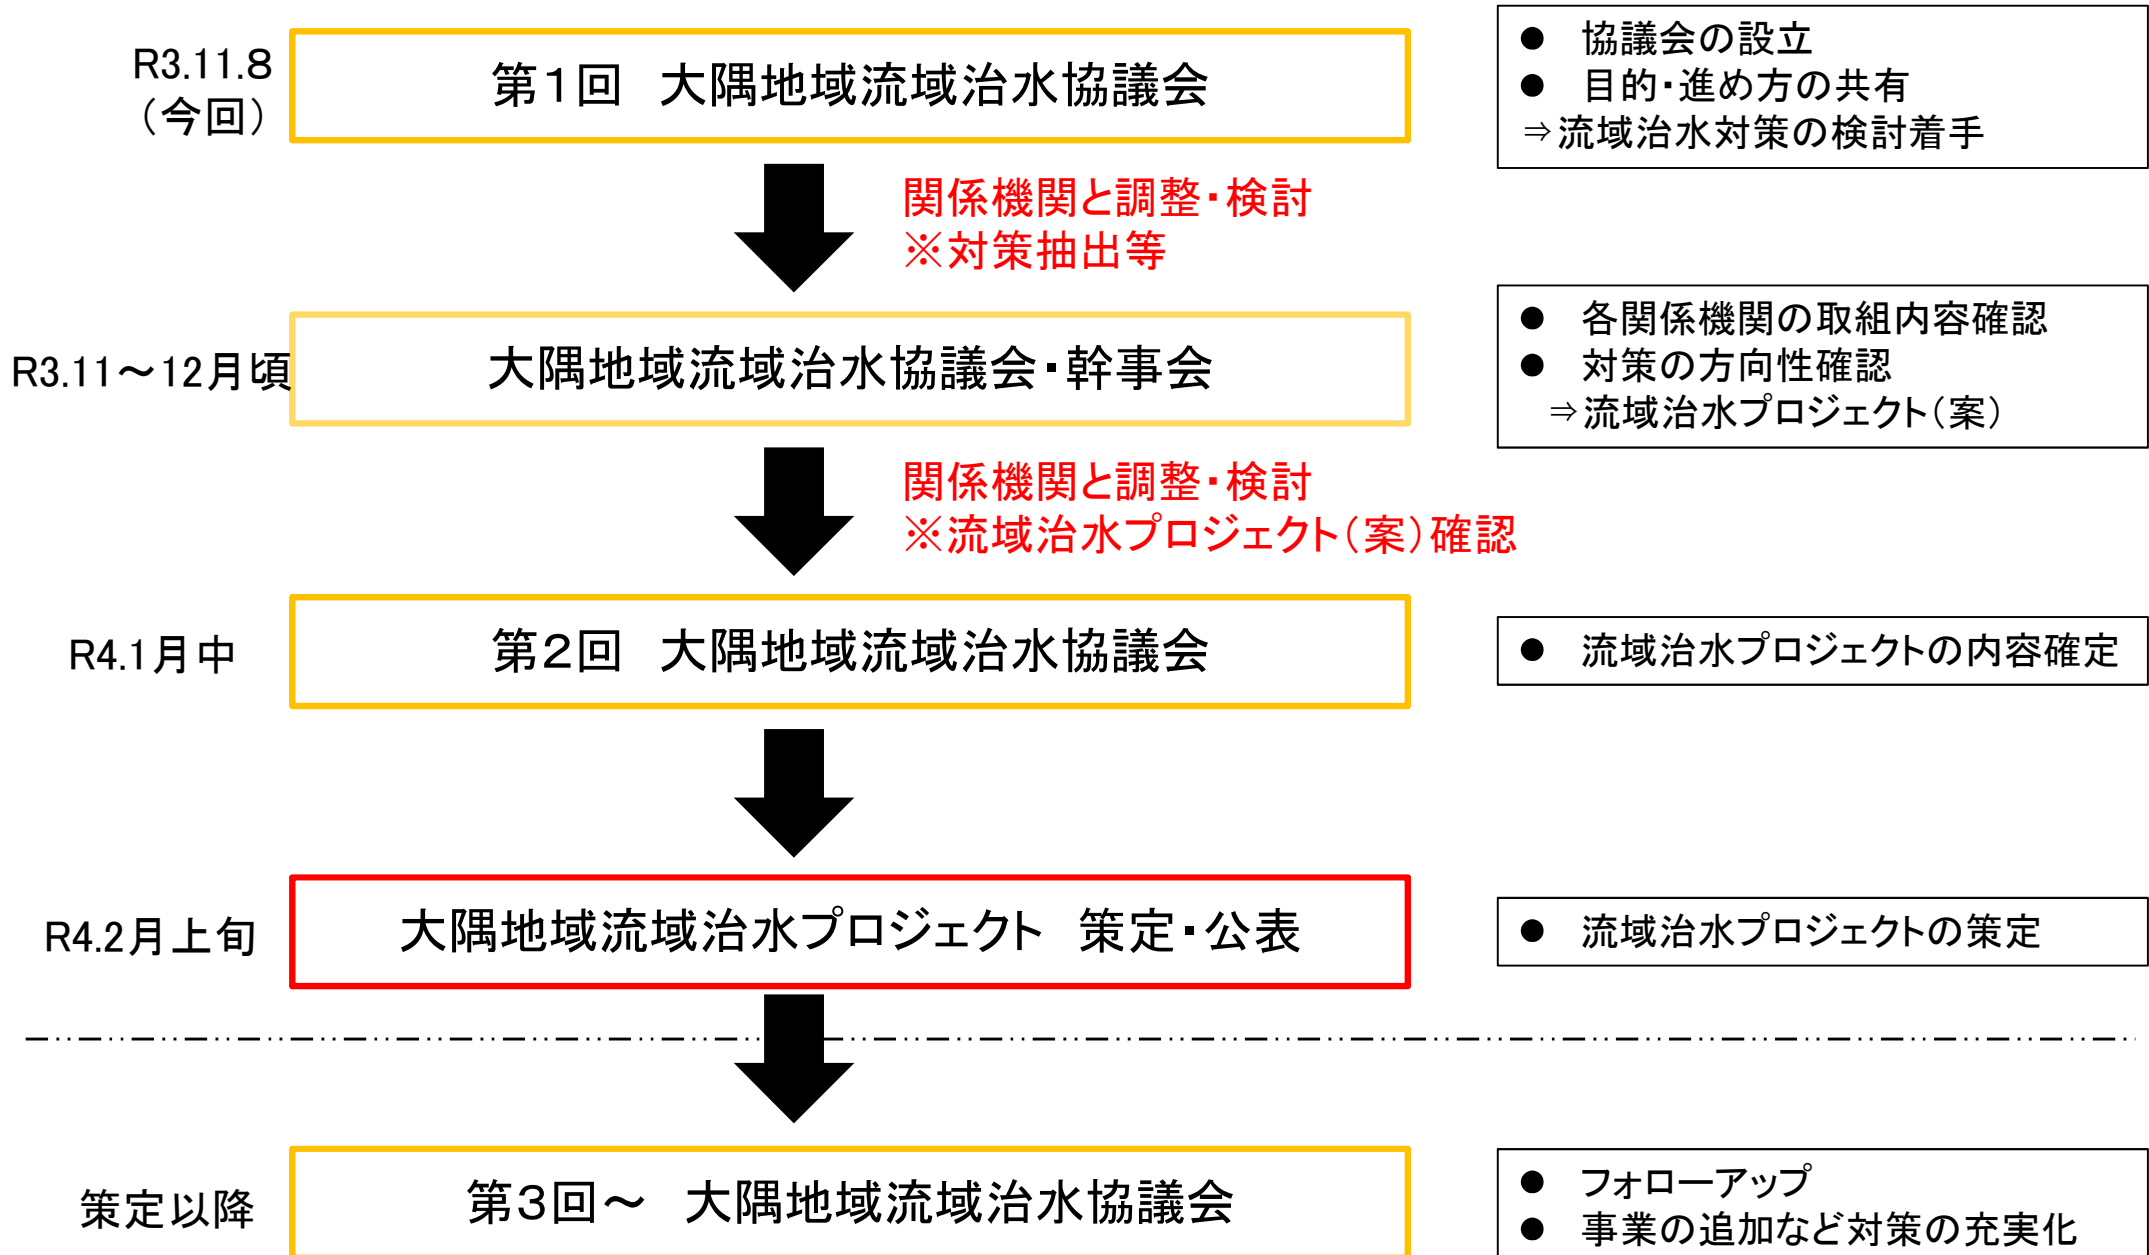 R3.11.8
（今回）
第1回　大隅地域流域治水協議会
● 協議会の設立
● 目的・進め方の共有
⇒流域治水対策の検討着手
関係機関と調整・検討
※対策抽出等
R3.11～12月頃
大隅地域流域治水協議会・幹事会
● 各関係機関の取組内容確認
● 対策の方向性確認
⇒流域治水プロジェクト（案）
関係機関と調整・検討
※流域治水プロジェクト（案）確認
R4.1月中
第2回　大隅地域流域治水協議会
● 流域治水プロジェクトの内容確定
R4.2月上旬
大隅地域流域治水プロジェクト　策定・公表
● 流域治水プロジェクトの策定
策定以降
第3回～　大隅地域流域治水協議会
● フォローアップ
● 事業の追加など対策の充実化